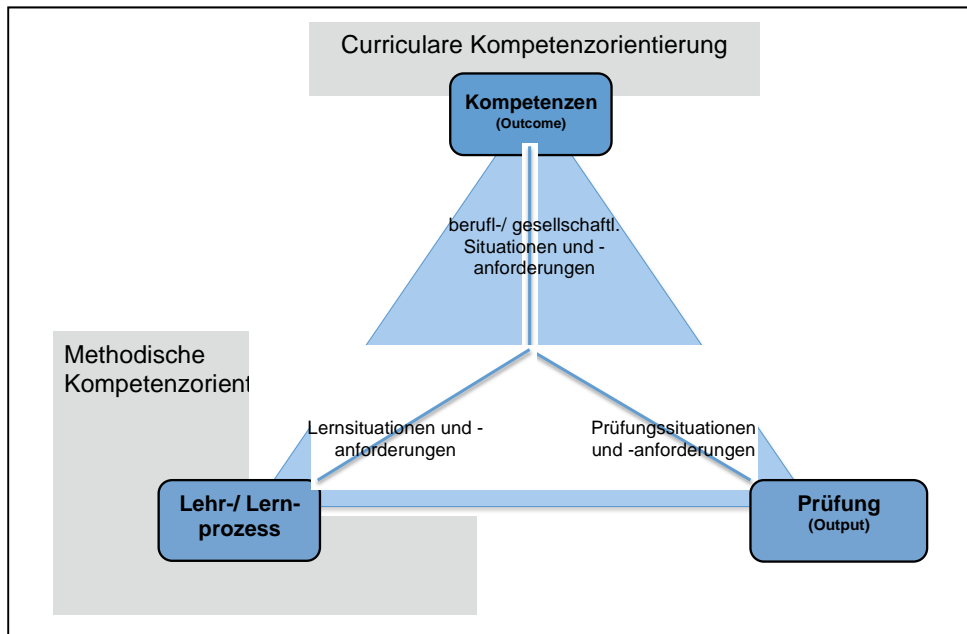 Curriculare Kompetenzorientierung
Kompetenzen
(Outcome)
berufl-/ gesellschaftl.
Situationen und -
anforderungen
Methodische
Kompetenzorient
Lernsituationen und -
anforderungen
Prüfungssituationen
und -anforderungen
Lehr-/ Lern-
prozess
Prüfung
(Output)